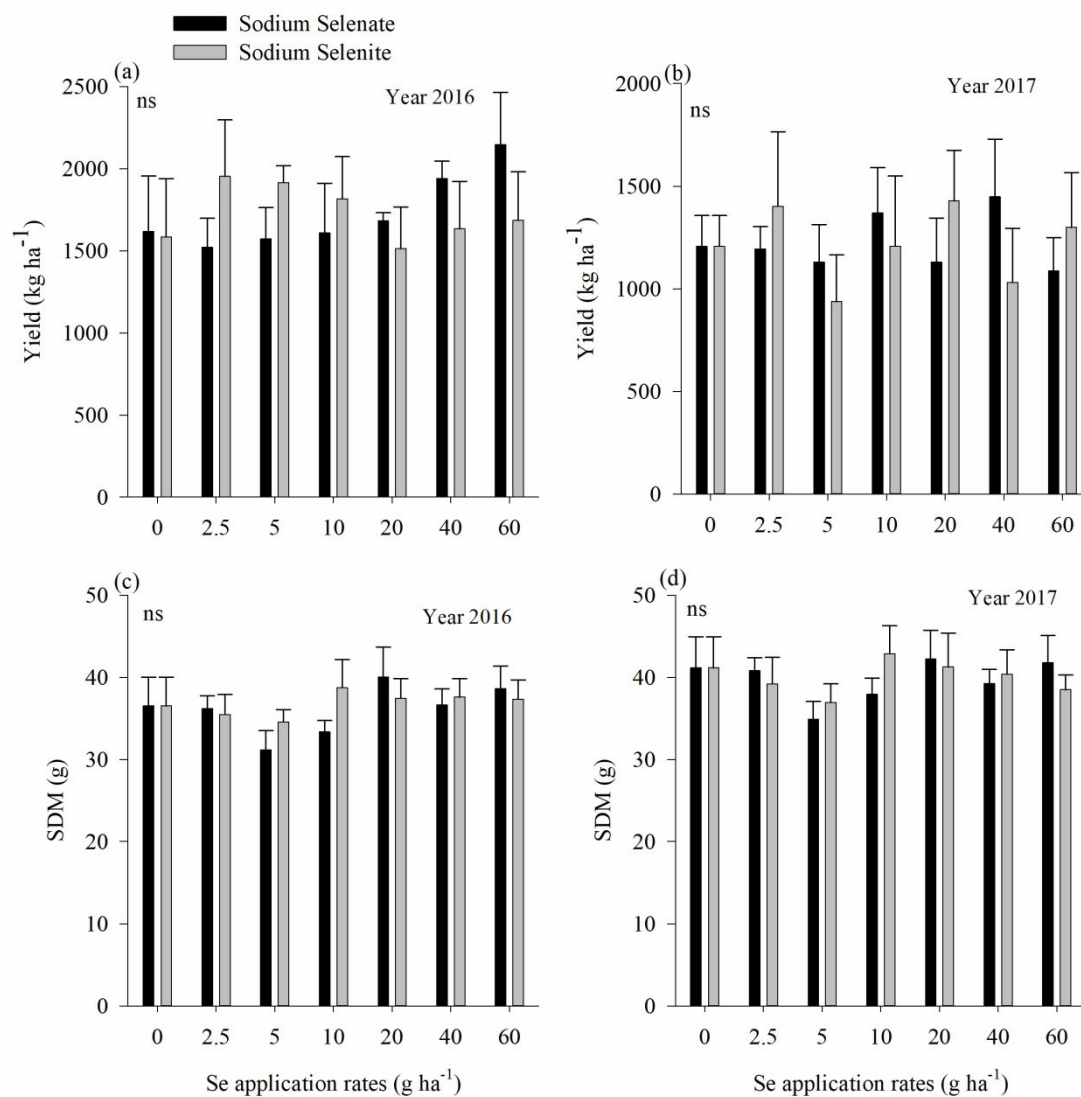 Sodium Selenate
Sodium Selenite
(a)
ns
Year 2016
Yield (kg ha⁻¹)
2500
2000
1500
1000
500
0
0 2.5 5 10 20 40 60
(b)
ns
Year 2017
Yield (kg ha⁻¹)
2000
1500
1000
500
0
0 2.5 5 10 20 40 60
(c)
ns
Year 2016
SDM (g)
50
40
30
20
10
0
0 2.5 5 10 20 40 60
Se application rates (g ha⁻¹)
(d)
ns
Year 2017
SDM (g)
50
40
30
20
10
0
0 2.5 5 10 20 40 60
Se application rates (g ha⁻¹)